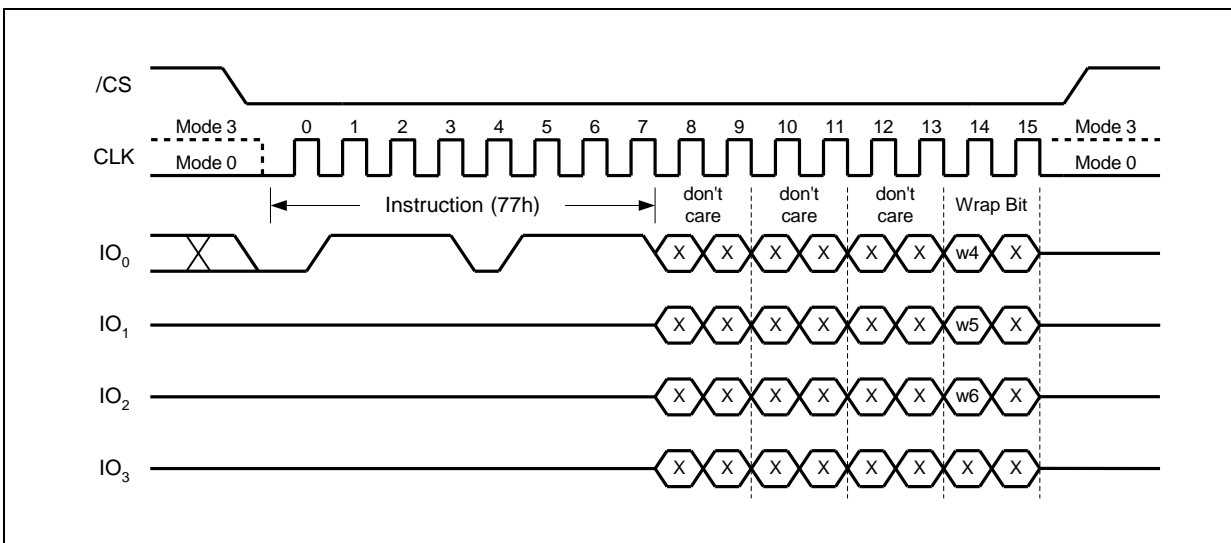 /CS
Mode 3 0 1 2 3 4 5 6 7 8 9 10 11 12 13 14 15 Mode 3
CLK Mode 0 Mode 0
Instruction (77h) don't care don't care don't care Wrap Bit
IO0 X X X X X X w4 X
IO1 X X X X X X w5 X
IO2 X X X X X X w6 X
IO3 X X X X X X X X